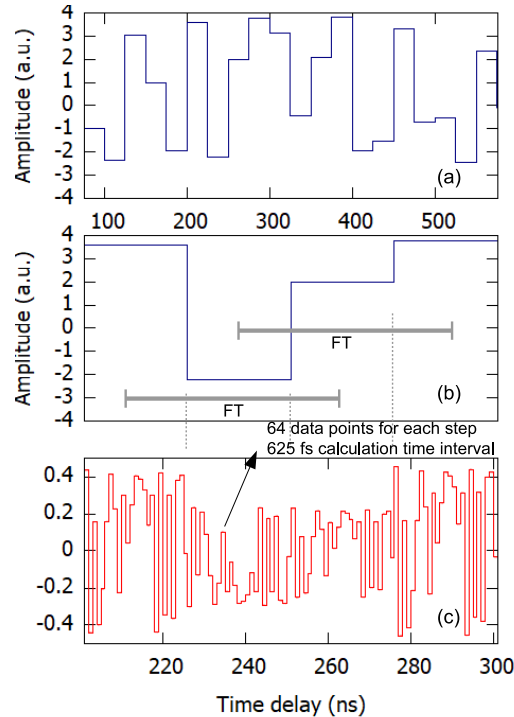 4
3
2
1
0
-1
-2
-3
-4
Amplitude (a.u.)
(a)
100 200 300 400 500
4
3
2
1
0
-1
-2
-3
-4
Amplitude (a.u.)
FT
FT
(b)
64 data points for each step
625 fs calculation time interval
0.4
0.2
0
-0.2
-0.4
Amplitude (a.u.)
(c)
220 240 260 280 300
Time delay (ns)